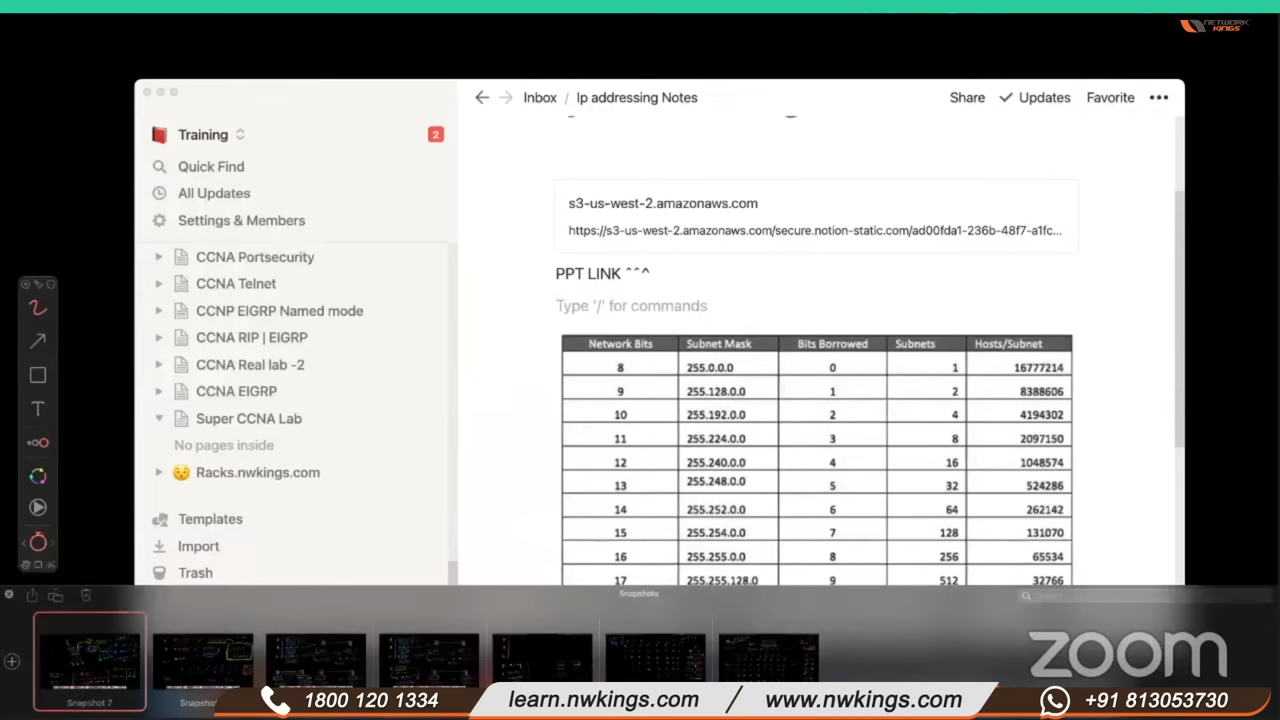 NETWORK
KINGS
Inbox / Ip addressing Notes
Share ✓ Updates Favorite •••
Training
2
Quick Find
All Updates
Settings & Members
CCNA Portsecurity
CCNA Telnet
CCNP EIGRP Named mode
CCNA RIP | EIGRP
CCNA Real lab -2
CCNA EIGRP
Super CCNA Lab
No pages inside
Racks.nwkings.com
Templates
Import
Trash
s3-us-west-2.amazonaws.com
https://s3-us-west-2.amazonaws.com/secure.notion-static.com/ad00fda1-236b-48f7-a1fc...
PPT LINK ^^^
Type '/' for commands
Network Bits Subnet Mask Bits Borrowed Subnets Hosts/Subnet
8 255.0.0.0 0 1 16777214
9 255.128.0.0 1 2 8388606
10 255.192.0.0 2 4 4194302
11 255.224.0.0 3 8 2097150
12 255.240.0.0 4 16 1048574
13 255.248.0.0 5 32 524286
14 255.252.0.0 6 64 262142
15 255.254.0.0 7 128 131070
16 255.255.0.0 8 256 65534
17 255.255.128.0 9 512 32766
T
Snapshots
Snapshot 7
zoom
1800 120 1334 learn.nwkings.com / www.nwkings.com +91 813053730